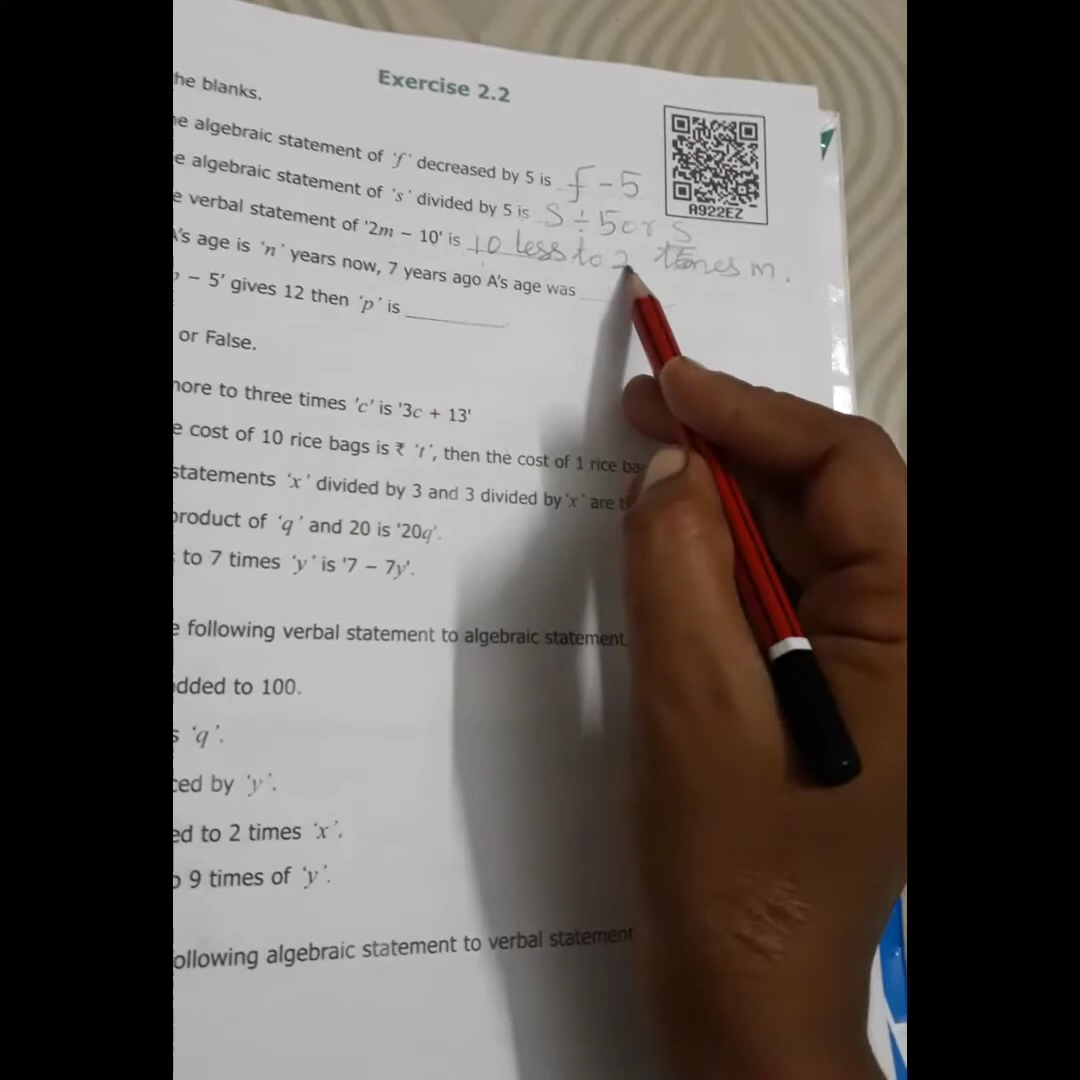 Exercise 2.2
he blanks.
e algebraic statement of 'f' decreased by 5 is f - 5
e algebraic statement of 's' divided by 5 is S ÷ 5 or S
e verbal statement of '2m − 10' is 10 less to 2 times m.
A922EZ
's age is 'n' years now, 7 years ago A's age was
− 5' gives 12 then 'p' is
or False.
more to three times 'c' is '3c + 13'
e cost of 10 rice bags is ₹ 't', then the cost of 1 rice ba
statements 'x' divided by 3 and 3 divided by 'x' are t
product of 'q' and 20 is '20q'.
to 7 times 'y' is '7 − 7y'.
e following verbal statement to algebraic statement
dded to 100.
s 'q'.
ced by 'y'.
ed to 2 times 'x'.
o 9 times of 'y'.
ollowing algebraic statement to verbal statement